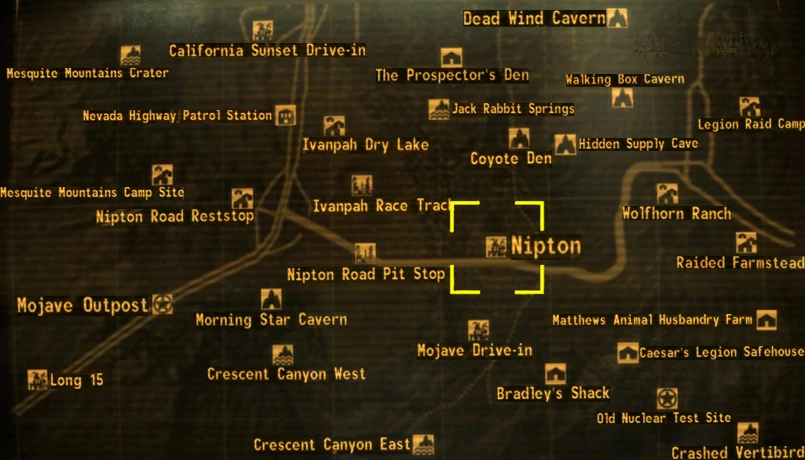 Dead Wind Cavern
California Sunset Drive-in
Mesquite Mountains Crater
The Prospector's Den
Walking Box Cavern
Nevada Highway Patrol Station
Jack Rabbit Springs
Legion Raid Camp
Ivanpah Dry Lake
Hidden Supply Cave
Coyote Den
Mesquite Mountains Camp Site
Nipton Road Reststop
Ivanpah Race Track
Wolfhorn Ranch
Nipton
Raided Farmstead
Nipton Road Pit Stop
Mojave Outpost
Morning Star Cavern
Matthews Animal Husbandry Farm
Mojave Drive-in
Caesar's Legion Safehouse
Crescent Canyon West
Long 15
Bradley's Shack
Old Nuclear Test Site
Crescent Canyon East
Crashed Vertibird